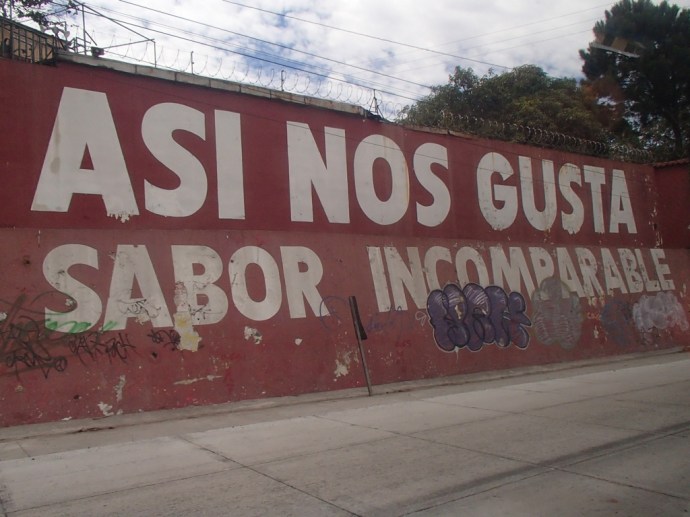 ASI NOS GUSTA
SABOR INCOMPARABLE